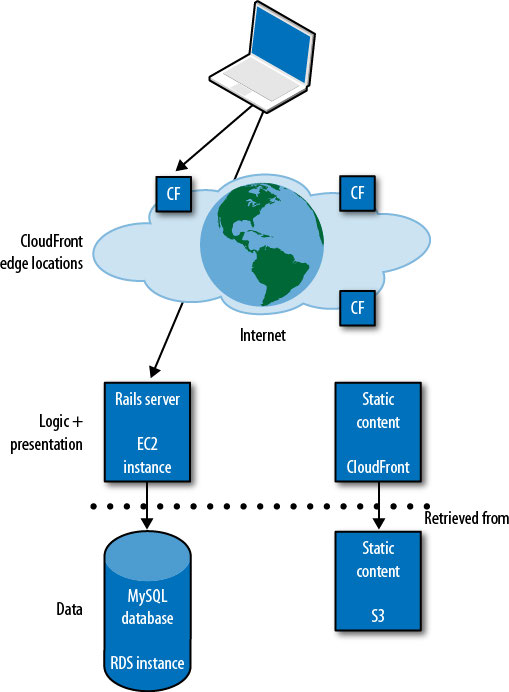 CF
CF
CloudFront
edge locations
CF
Internet
Logic +
presentation
Rails server
EC2
instance
Static
content
CloudFront
Retrieved from
Data
MySQL
database
RDS instance
Static
content
S3